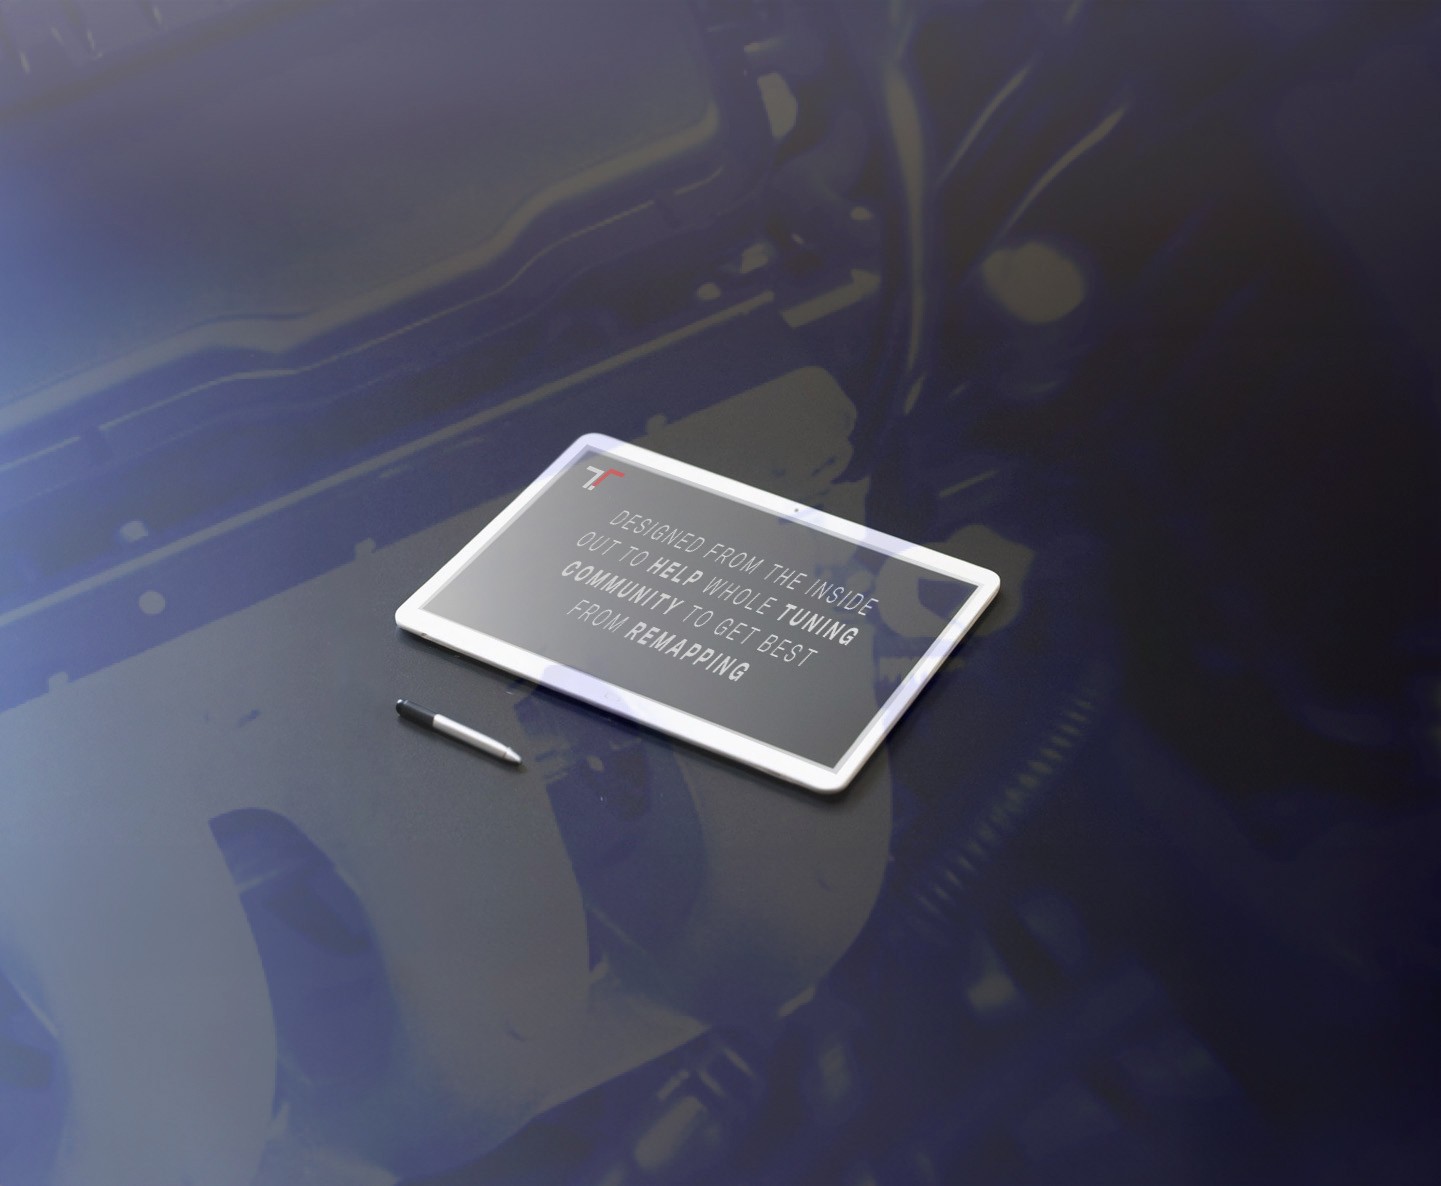 DESIGNED FROM THE INSIDE
OUT TO HELP WHOLE TUNING
COMMUNITY TO GET BEST
FROM REMAPPING